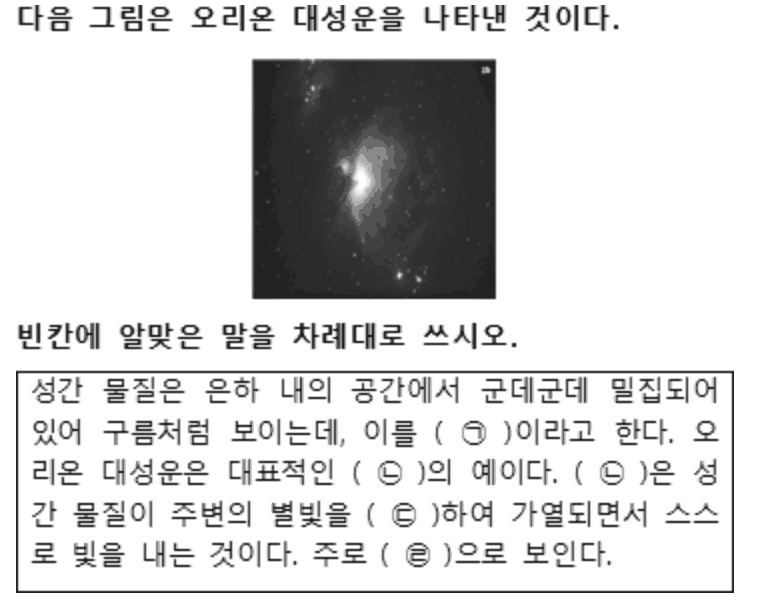 다음 그림은 오리온 대성운을 나타낸 것이다.
빈칸에 알맞은 말을 차례대로 쓰시오.
성간 물질은 은하 내의 공간에서 군데군데 밀집되어
있어 구름처럼 보이는데, 이를 ( ㉠ )이라고 한다. 오
리온 대성운은 대표적인 ( ㉡ )의 예이다. ( ㉡ )은 성
간 물질이 주변의 별빛을 ( ㉢ )하여 가열되면서 스스
로 빛을 내는 것이다. 주로 ( ㉣ )으로 보인다.